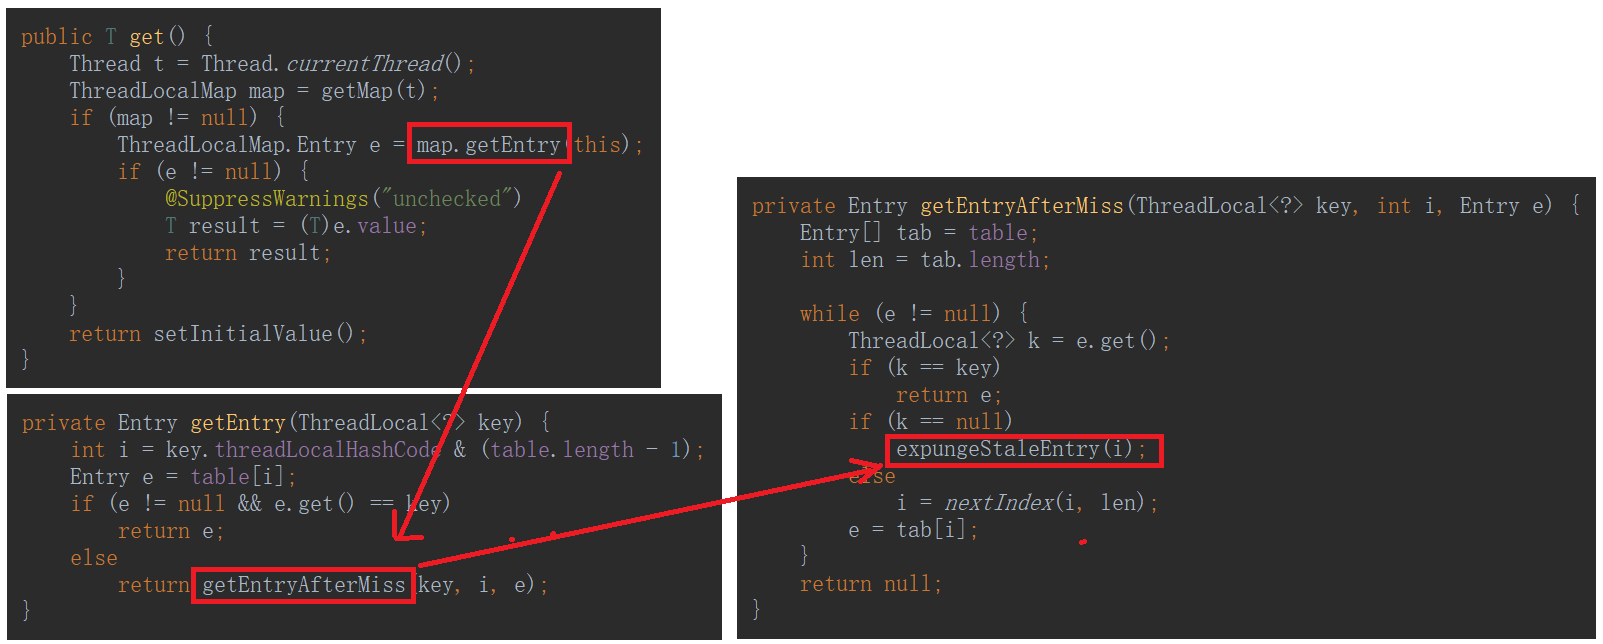 public T get() {
    Thread t = Thread.currentThread();
    ThreadLocalMap map = getMap(t);
    if (map != null) {
        ThreadLocalMap.Entry e = map.getEntry(this);
        if (e != null) {
            @SuppressWarnings("unchecked")
            T result = (T)e.value;
            return result;
        }
    }
    return setInitialValue();
}
private Entry getEntry(ThreadLocal<?> key) {
    int i = key.threadLocalHashCode & (table.length - 1);
    Entry e = table[i];
    if (e != null && e.get() == key)
        return e;
    else
        return getEntryAfterMiss(key, i, e);
}
private Entry getEntryAfterMiss(ThreadLocal<?> key, int i, Entry e) {
    Entry[] tab = table;
    int len = tab.length;
    while (e != null) {
        ThreadLocal<?> k = e.get();
        if (k == key)
            return e;
        if (k == null)
            expungeStaleEntry(i);
        else
            i = nextIndex(i, len);
        e = tab[i];
    }
    return null;
}